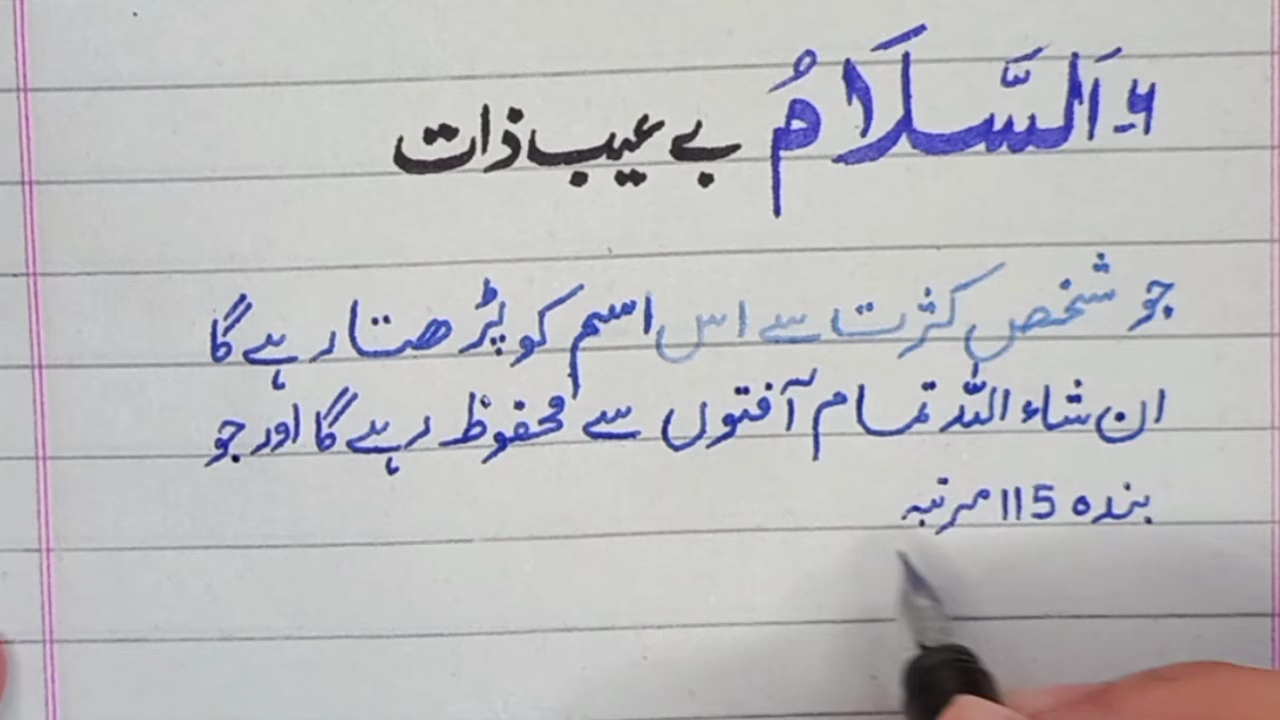 ۶۔ اَلسَّلَامُ بے عیب ذات
جو شخص کثرت سے اس اسم کو پڑھتا رہے گا
ان شاء اللہ تمام آفتوں سے محفوظ رہے گا اور جو
بندہ 115 مرتبہ